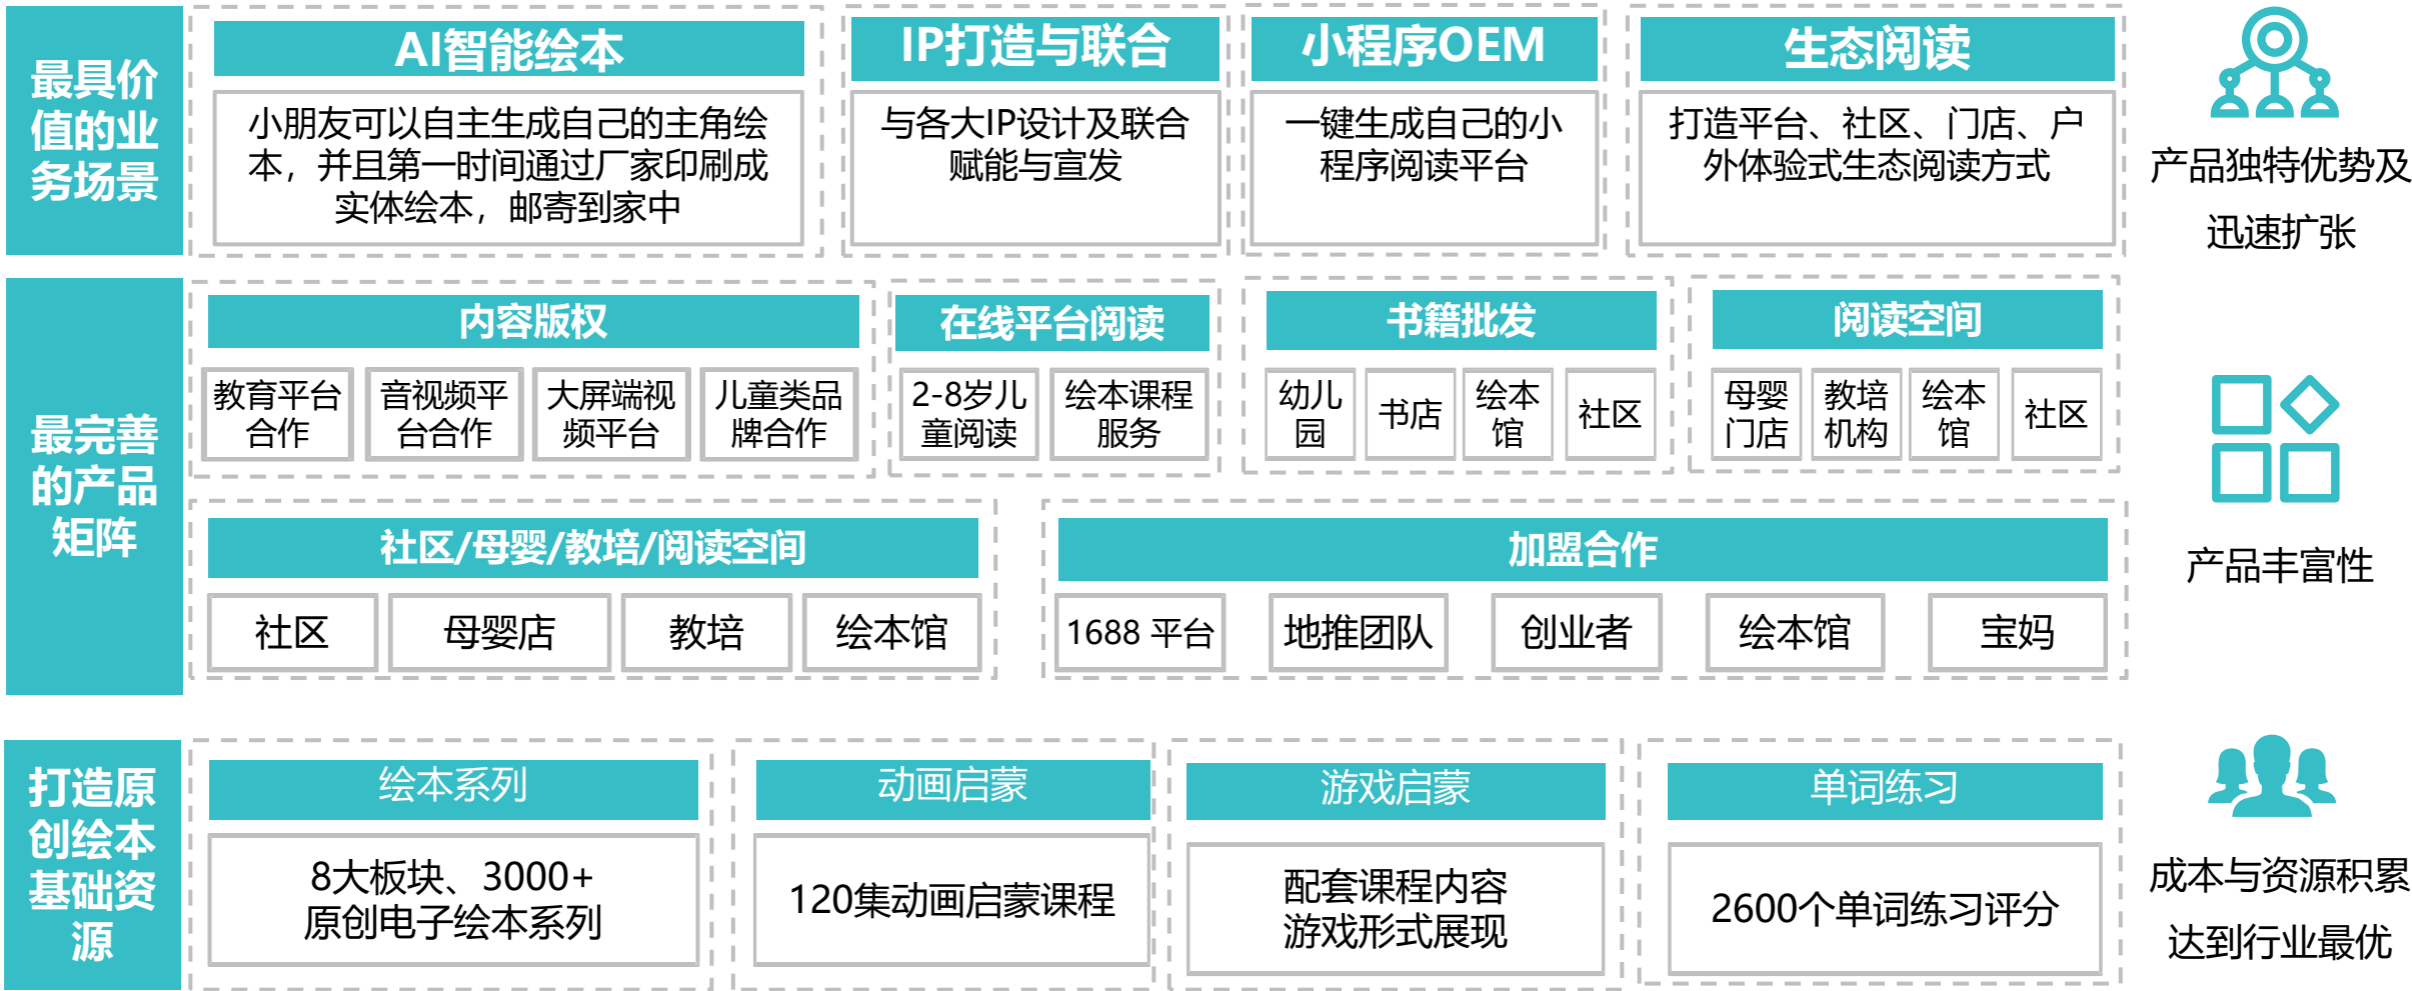 最具价
值的业
务场景
AI智能绘本
小朋友可以自主生成自己的主角绘
本，并且第一时间通过厂家印刷成
实体绘本，邮寄到家中
IP打造与联合
与各大IP设计及联合
赋能与宣发
小程序OEM
一键生成自己的小
程序阅读平台
生态阅读
打造平台、社区、门店、户
外体验式生态阅读方式
产品独特优势及
迅速扩张
最完善
的产品
矩阵
内容版权
教育平台
合作
音视频平
台合作
大屏端视
频平台
儿童类品
牌合作
在线平台阅读
2-8岁儿
童阅读
绘本课程
服务
书籍批发
幼儿
园
书店
绘本
馆
社区
阅读空间
母婴
门店
教培
机构
绘本
馆
社区
社区/母婴/教培/阅读空间
社区
母婴店
教培
绘本馆
加盟合作
1688 平台
地推团队
创业者
绘本馆
宝妈
产品丰富性
打造原
创绘本
基础资
源
绘本系列
8大板块、3000+
原创电子绘本系列
动画启蒙
120集动画启蒙课程
游戏启蒙
配套课程内容
游戏形式展现
单词练习
2600个单词练习评分
成本与资源积累
达到行业最优